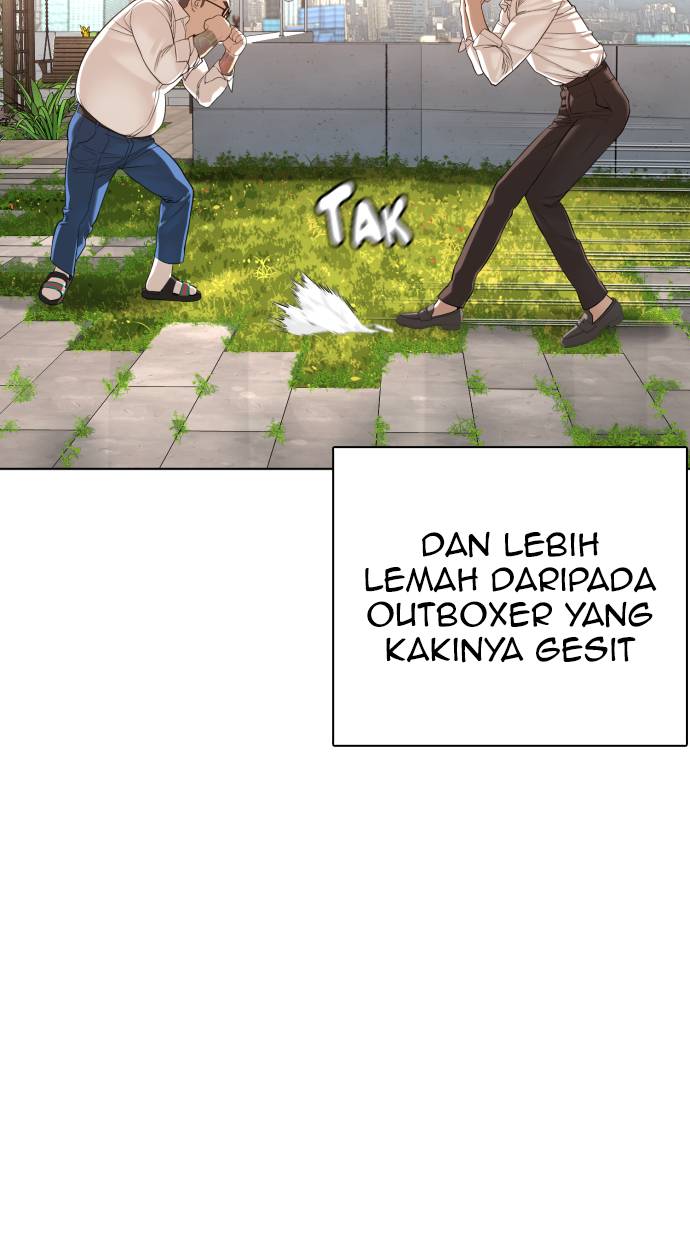 TAK
DAN LEBIH
LEMAH DARIPADA
OUTBOXER YANG
KAKINYA GESIT